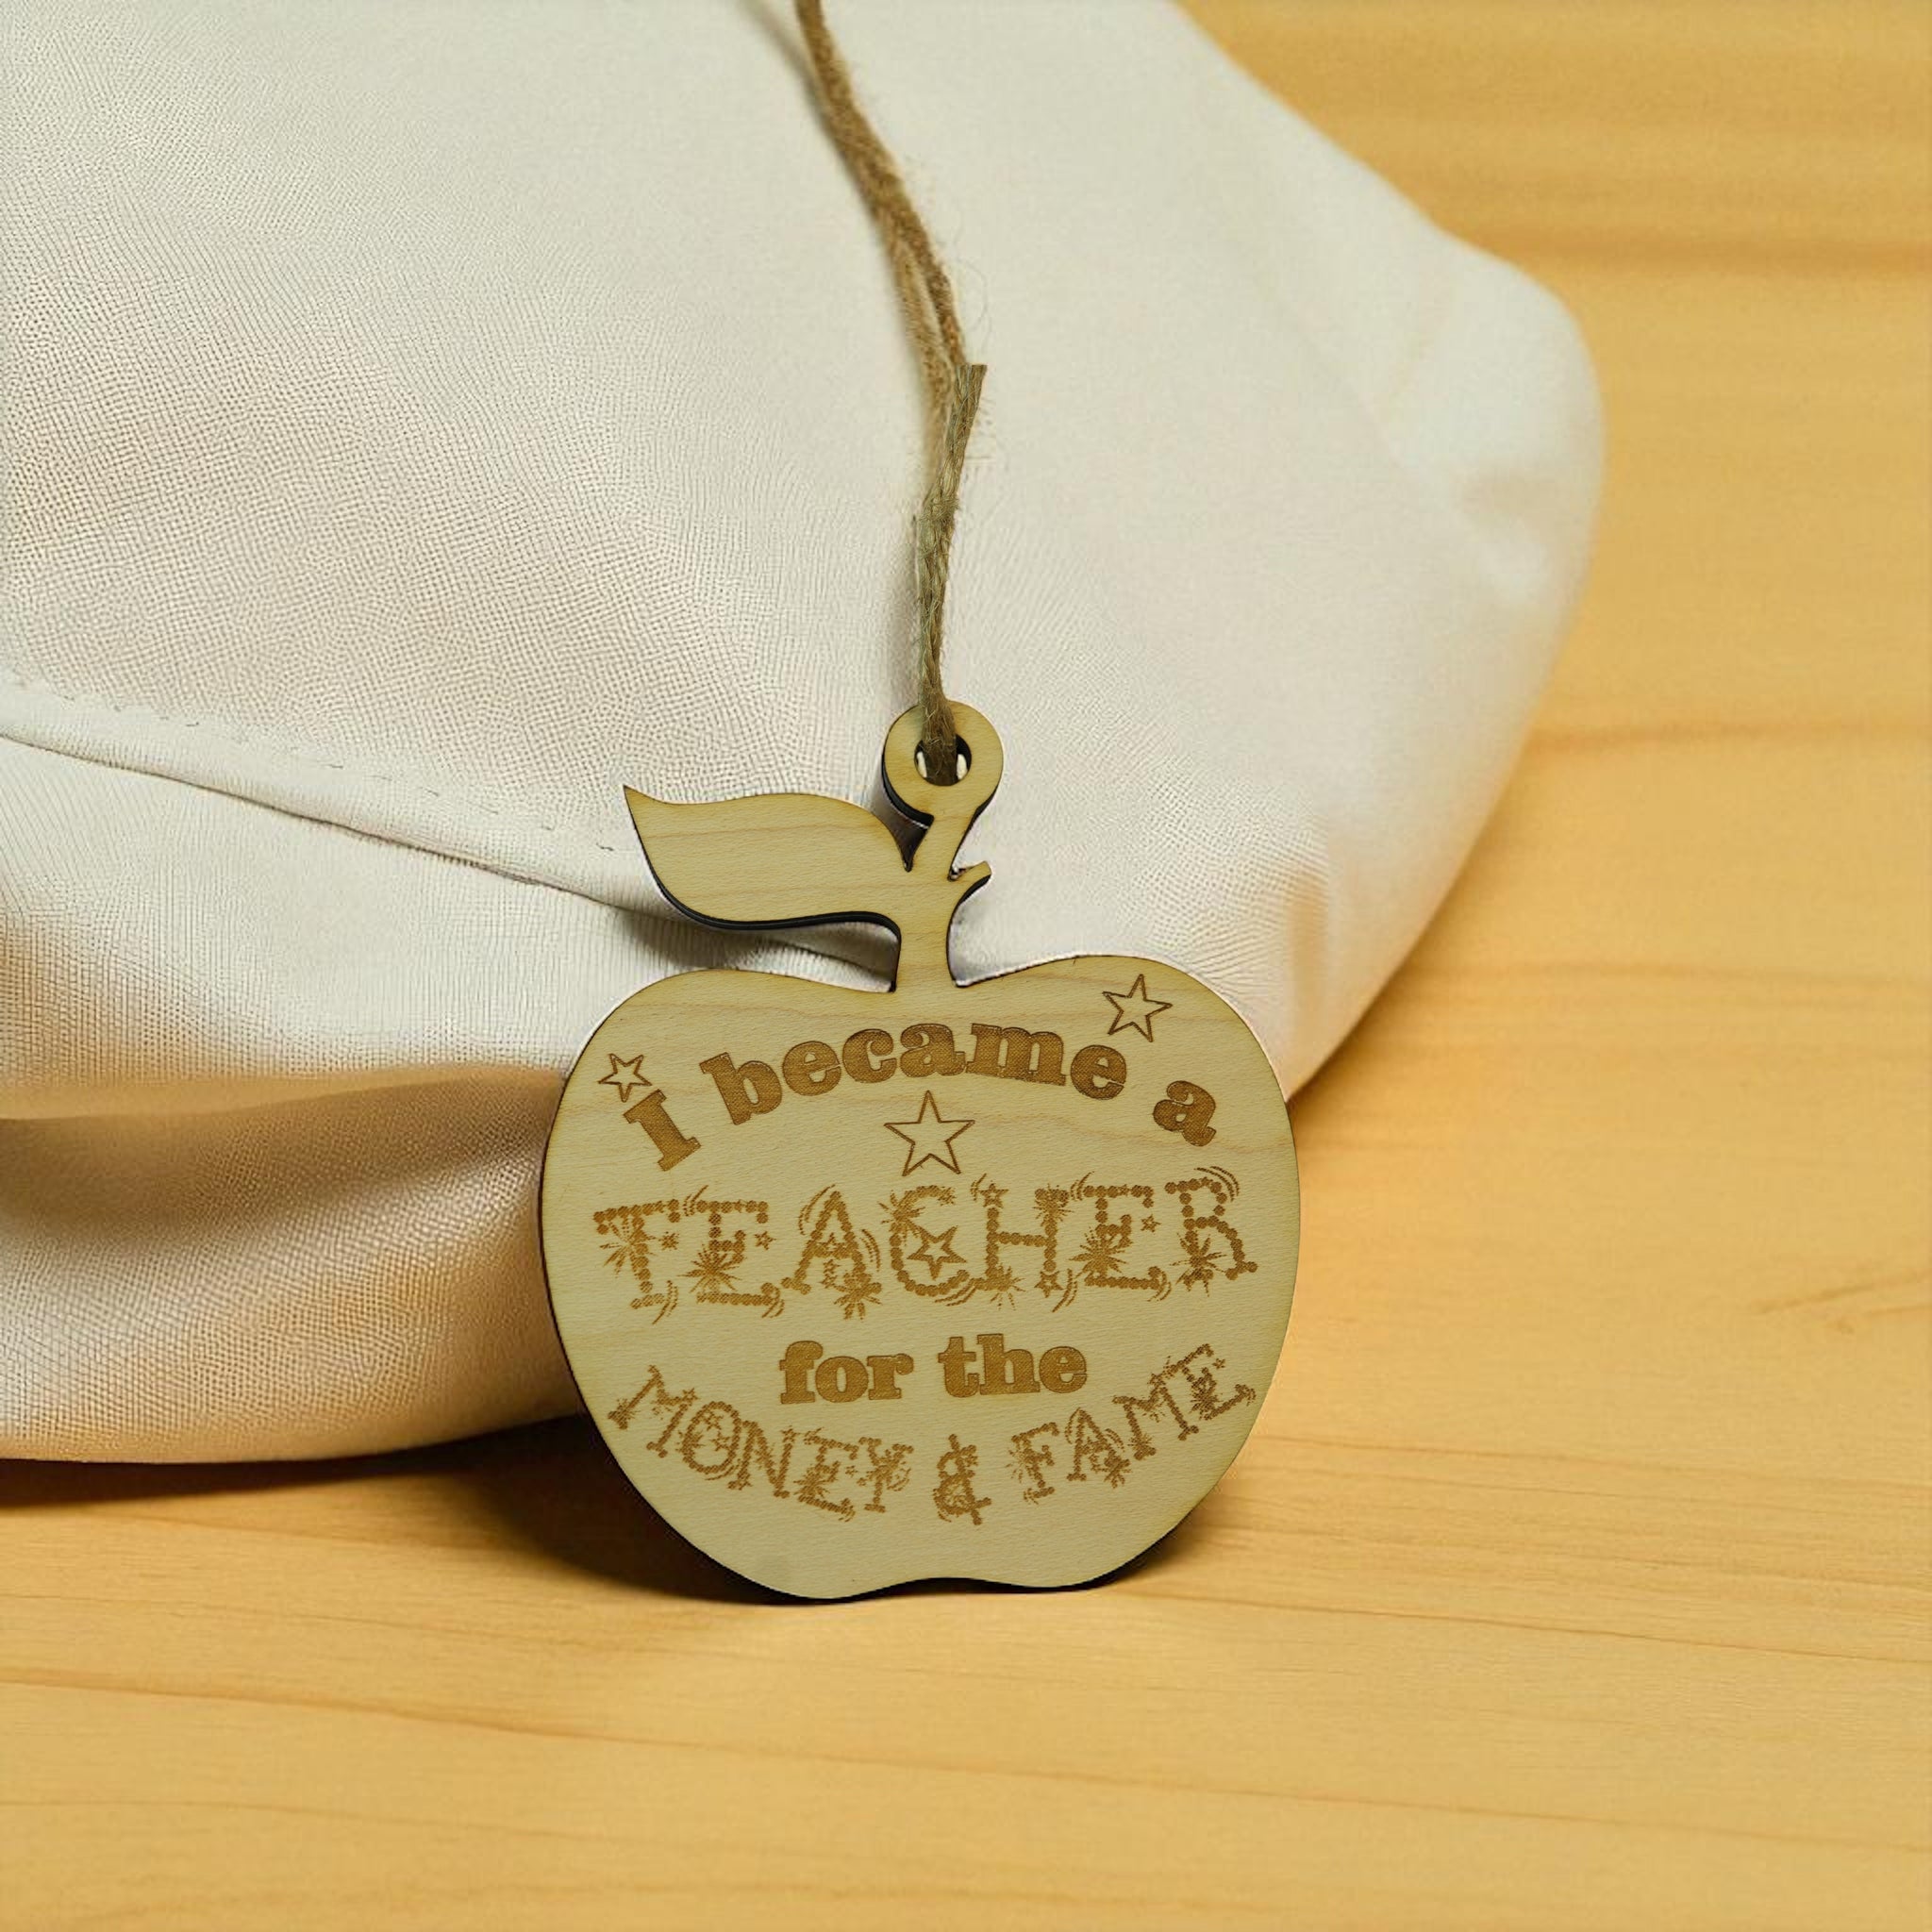 I became a
TEACHER
for the
MONEY & FAME